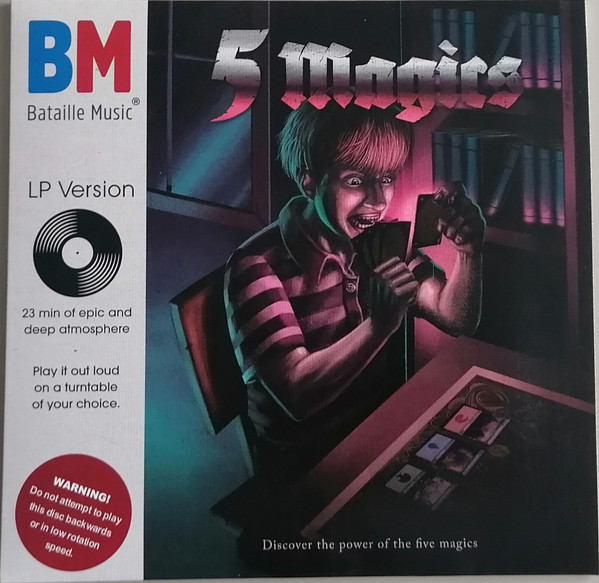 BM
Bataille Music®
LP Version
23 min of epic and
deep atmosphere
-
Play it out loud
on a turntable
of your choice.
WARNING!
Do not attempt to play
this disc backwards
or in low rotation
speed.
5 Magics
Discover the power of the five magics